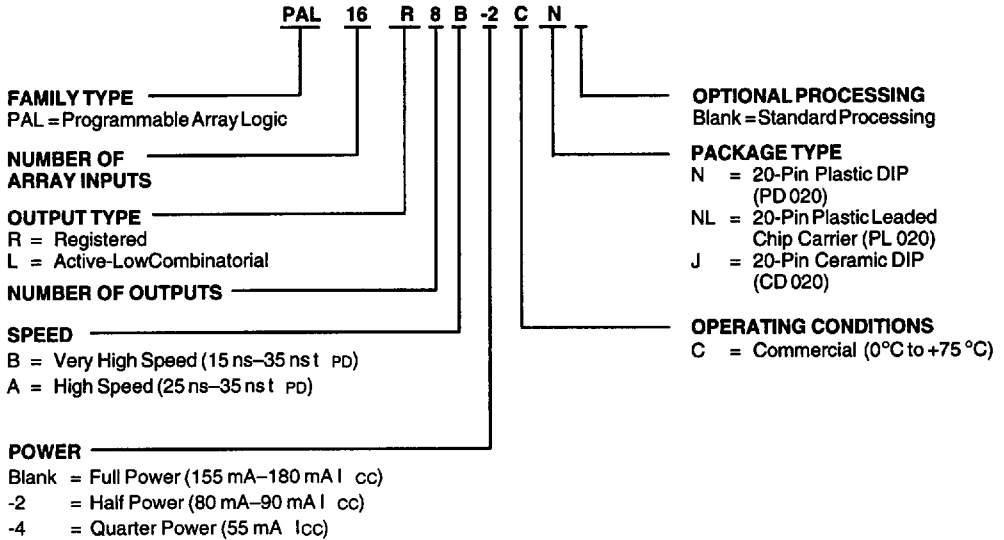 PAL 16 R 8 B -2 C N
FAMILY TYPE
PAL = Programmable Array Logic
NUMBER OF
ARRAY INPUTS
OUTPUT TYPE
R = Registered
L = Active-Low Combinatorial
NUMBER OF OUTPUTS
SPEED
B = Very High Speed (15 ns–35 ns t PD)
A = High Speed (25 ns–35 ns t PD)
POWER
Blank = Full Power (155 mA–180 mA I CC)
-2 = Half Power (80 mA–90 mA I CC)
-4 = Quarter Power (55 mA ICC)
OPTIONAL PROCESSING
Blank = Standard Processing
PACKAGE TYPE
N = 20-Pin Plastic DIP
(PD 020)
NL = 20-Pin Plastic Leaded
Chip Carrier (PL 020)
J = 20-Pin Ceramic DIP
(CD 020)
OPERATING CONDITIONS
C = Commercial (0°C to +75 °C)